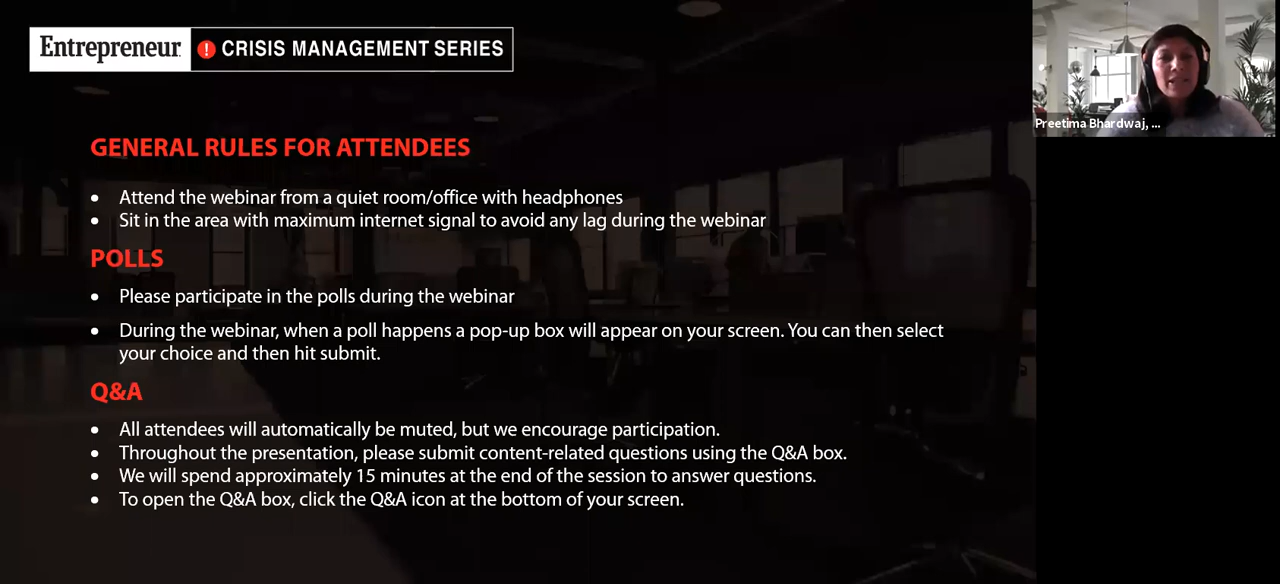 Entrepreneur ! CRISIS MANAGEMENT SERIES
Preetima Bhardwaj, ...
GENERAL RULES FOR ATTENDEES
• Attend the webinar from a quiet room/office with headphones
• Sit in the area with maximum internet signal to avoid any lag during the webinar
POLLS
• Please participate in the polls during the webinar
• During the webinar, when a poll happens a pop-up box will appear on your screen. You can then select
your choice and then hit submit.
Q&A
• All attendees will automatically be muted, but we encourage participation.
• Throughout the presentation, please submit content-related questions using the Q&A box.
• We will spend approximately 15 minutes at the end of the session to answer questions.
• To open the Q&A box, click the Q&A icon at the bottom of your screen.